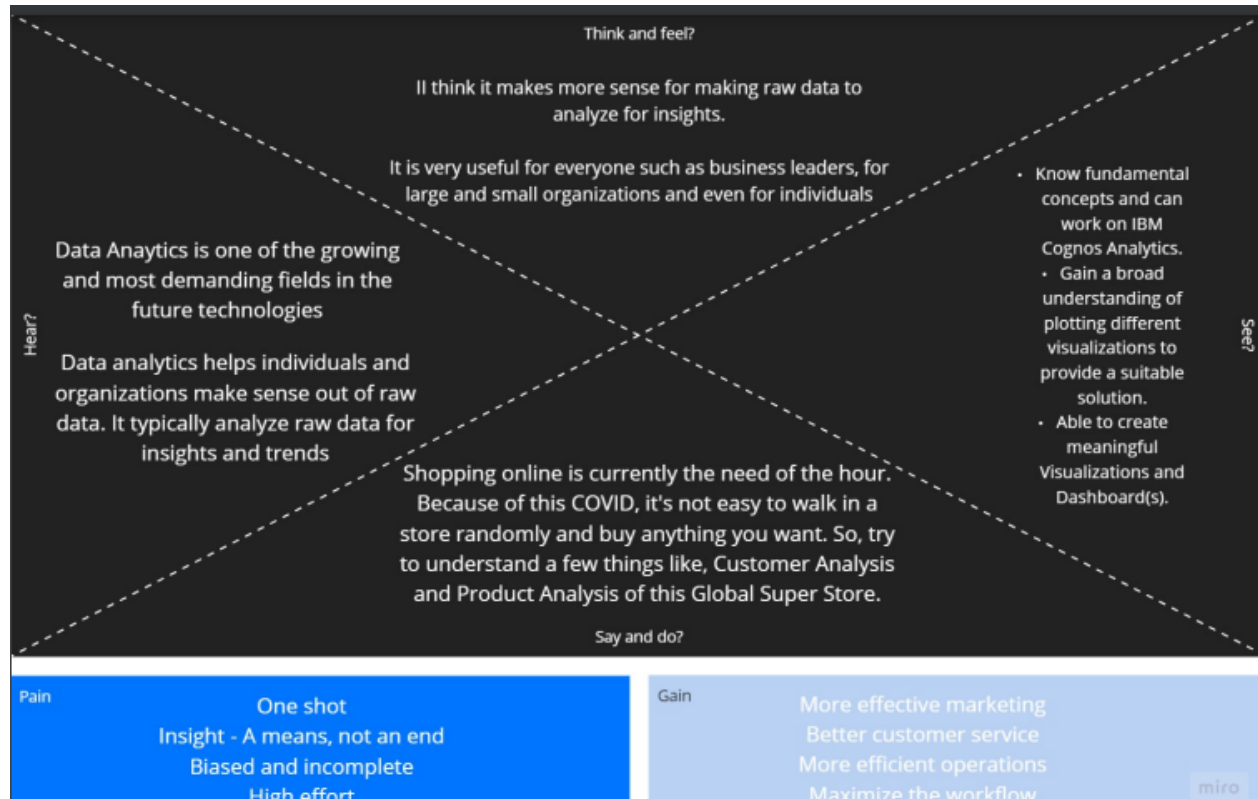 Think and feel?
II think it makes more sense for making raw data to
analyze for insights.
It is very useful for everyone such as business leaders, for
large and small organizations and even for individuals
Hear?
Data Anaytics is one of the growing
and most demanding fields in the
future technologies
Data analytics helps individuals and
organizations make sense out of raw
data. It typically analyze raw data for
insights and trends
See?
• Know fundamental
concepts and can
work on IBM
Cognos Analytics.
• Gain a broad
understanding of
plotting different
visualizations to
provide a suitable
solution.
• Able to create
meaningful
Visualizations and
Dashboard(s).
Shopping online is currently the need of the hour.
Because of this COVID, it's not easy to walk in a
store randomly and buy anything you want. So, try
to understand a few things like, Customer Analysis
and Product Analysis of this Global Super Store.
Say and do?
Pain
One shot
Insight - A means, not an end
Biased and incomplete
High effort
Gain
More effective marketing
Better customer service
More efficient operations
Maximize the workflow
miro